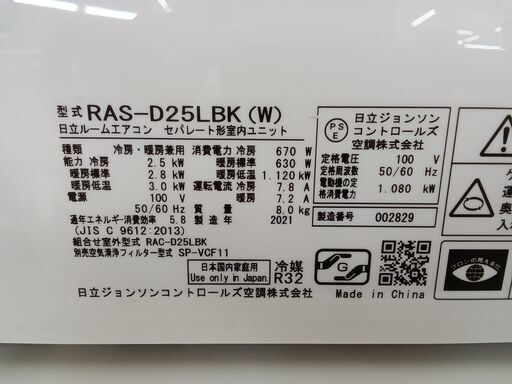 型式 RAS-D25LBK (W)
日立ルームエアコン セパレート形室内ユニット
種類 冷房・暖房兼用 消費電力 冷房 670 W
能力 冷房 2.5 kW 暖房標準 630 W
暖房標準 2.8 kW 暖房低温 1.120 kW
暖房低温 3.0 kW 運転電流 冷房 7.8 A
電源 100 V 暖房 7.2 A
50/60 Hz 質量 8.0 kg
通年エネルギー消費効率 5.8 製造年 2021
(JIS C 9612:2013)
組合せ室外型式 RAC-D25LBK
別売空気清浄フィルター型式 SP-VCF11
日本国内家庭用
Use only in Japan
冷媒
R32
日立ジョンソンコントロールズ空調株式会社
PSE
日立ジョンソン
コントロールズ
空調株式会社
定格電圧 100 V
定格周波数 50/60 Hz
電動機の定格消費電力 1.080 kW
製造番号 002829
G
Made in China
フロンの見える化